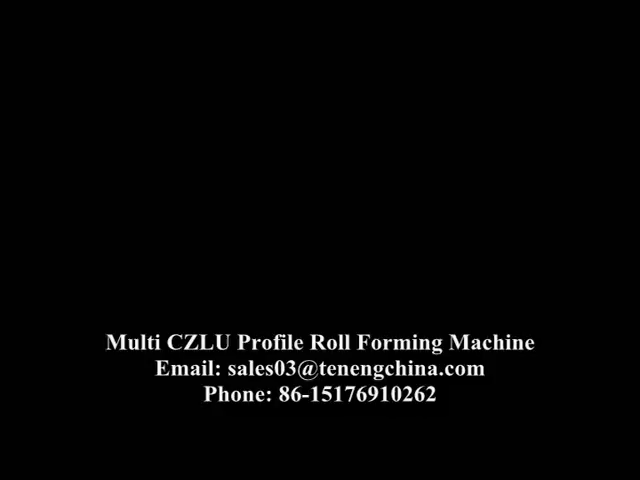 Multi CZLU Profile Roll Forming Machine
Email: sales03@tenengchina.com
Phone: 86-15176910262